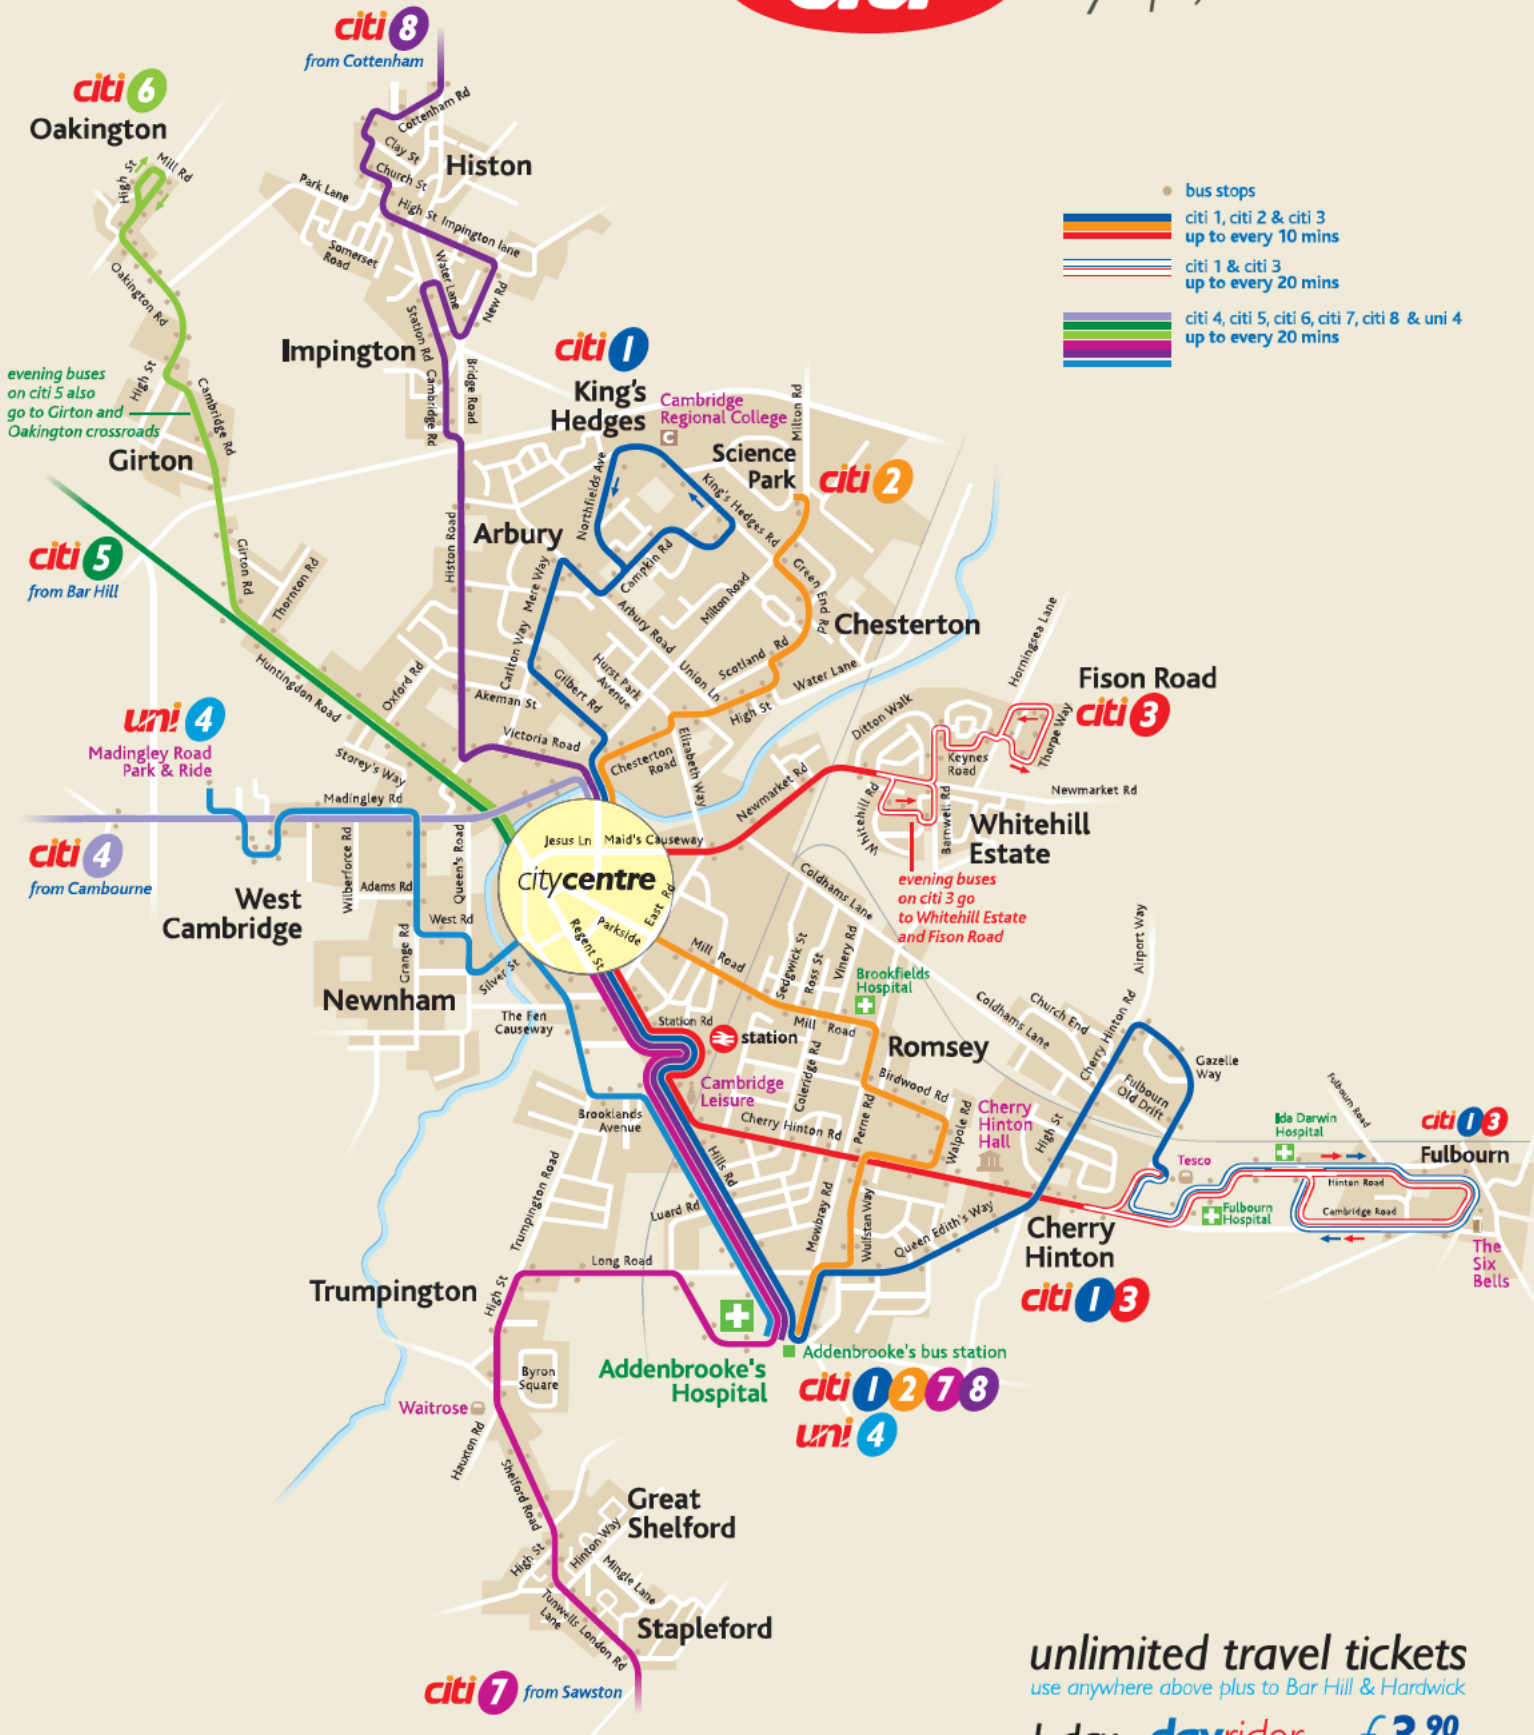 citi 8
from Cottenham
citi 6
Oakington
High St
Mill Rd
Cottenham Rd
Clay St
Church St
Histon
Park Lane
High St Impington lane
Somerset
Road
Water Lane
New Rd
Oakington Rd
Station Rd
Impington
Cambridge Rd
Bridge Road
bus stops
citi 1, citi 2 & citi 3
up to every 10 mins
citi 1 & citi 3
up to every 20 mins
citi 4, citi 5, citi 6, citi 7, citi 8 & uni 4
up to every 20 mins
evening buses
on citi 5 also
go to Girton and
Oakington crossroads
High St
Cambridge Rd
Girton
citi 1
King's
Hedges
Cambridge
Regional College
C
Milton Rd
Science
Park
citi 2
Northfields Ave
King's Hedges Rd
Arbury
Histon Road
Campkin Rd
Mere Way
Carlton Way
Arbury Road
Milton Road
Green End Rd
Chesterton
citi 5
from Bar Hill
Girton Rd
Thornton Rd
Huntingdon Road
Oxford Rd
Akeman St
Gilbert Rd
Hurst Park
Avenue
Union Ln
Scotland Rd
Water Lane
High St
Horningsea Lane
Fison Road
citi 3
Ditton Walk
Thorpe Way
Keynes
Road
Newmarket Rd
Newmarket Rd
Whitehill Rd
Barnwell Rd
Whitehill
Estate
evening buses
on citi 3 go
to Whitehill Estate
and Fison Road
uni 4
Madingley Road
Park & Ride
Storey's Way
Victoria Road
Chesterton
Road
Elizabeth Way
Madingley Rd
citi 4
from Cambourne
Wilberforce Rd
Adams Rd
Queen's Road
West Rd
Grange Rd
West
Cambridge
Jesus Ln
Maid's Causeway
citycentre
East Rd
Parkside
Regent St
Silver St
Newnham
The Fen
Causeway
Coldhams Lane
Mill Road
Sedgwick St
Ross St
Vinery Rd
Brookfields
Hospital
Mill Road
Station Rd
station
Romsey
Cambridge
Leisure
Coleridge Rd
Birdwood Rd
Cherry Hinton Rd
Perne Rd
Walpole Rd
Cherry
Hinton
Hall
Coldhams Lane
Church End
Cherry Hinton Rd
Airport Way
Gazelle
Way
Fulbourn
Old Drift
High St
Tesco
Ida Darwin
Hospital
Fulbourn Road
citi 1 3
Fulbourn
Hinton Road
Cambridge Road
Fulbourn
Hospital
The
Six
Bells
Brooklands
Avenue
Hills Rd
Trumpington Road
Luard Rd
Long Road
Mowbray Rd
Wulfstan Way
Queen Edith's Way
Cherry
Hinton
citi 1 3
Trumpington
High St
Byron
Square
Waitrose
Hauxton Rd
Addenbrooke's
Hospital
Addenbrooke's bus station
citi 1 2 7 8
uni 4
Shelford Road
Great
Shelford
High St
Hinton Way
Mingle Lane
Tunwells
Lane
London Rd
Stapleford
citi 7
from Sawston
unlimited travel tickets
use anywhere above plus to Bar Hill & Hardwick
1 day dayrider £3.90